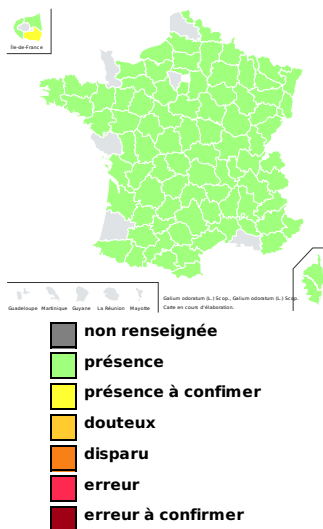 Île-de-France
Guadeloupe Martinique Guyane La Réunion Mayotte
Galium odoratum (L.) Scop., Galium odoratum (L.) Scop.
Carte en cours d'élaboration.
non renseignée
présence
présence à confimer
douteux
disparu
erreur
erreur à confirmer